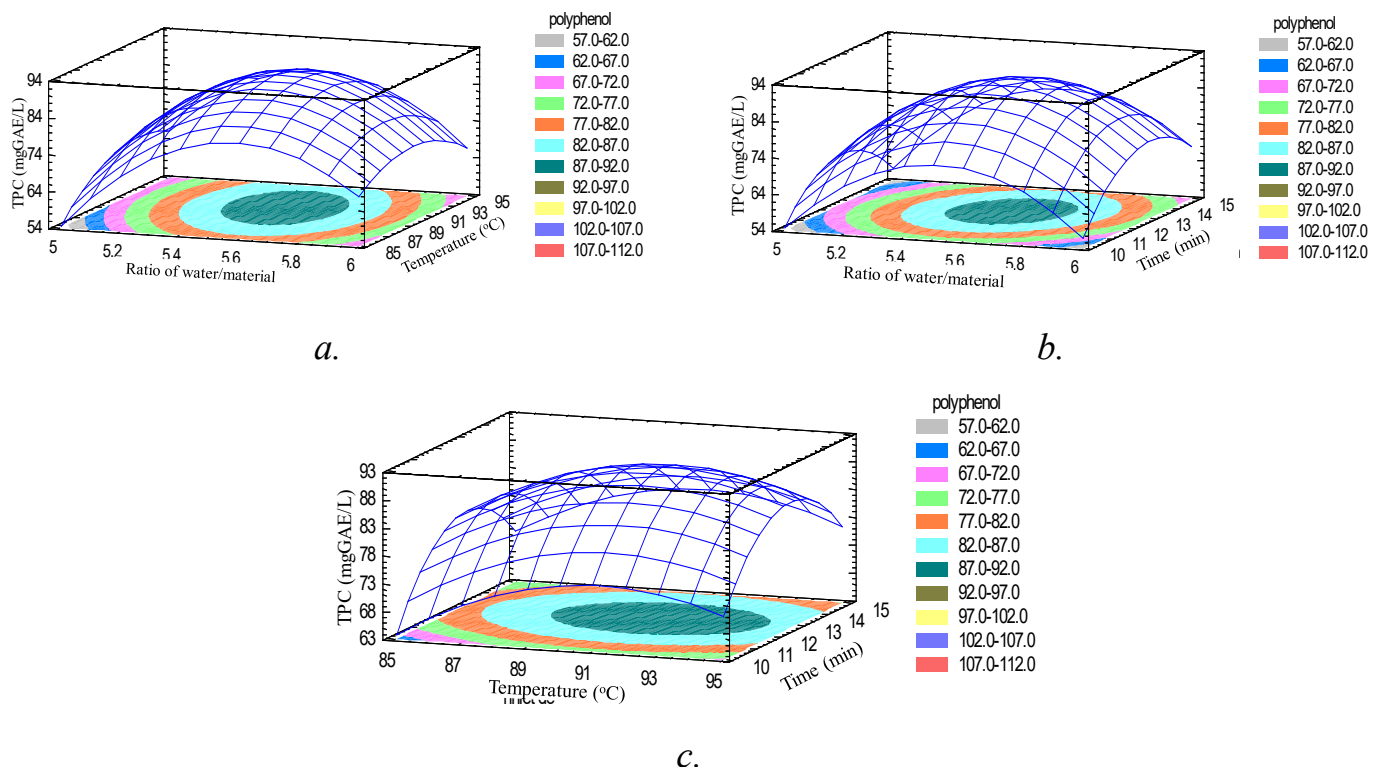 polyphenol
57.0-62.0
62.0-67.0
67.0-72.0
72.0-77.0
77.0-82.0
82.0-87.0
87.0-92.0
92.0-97.0
97.0-102.0
102.0-107.0
107.0-112.0
94
84
74
64
54
TPC (mgGAE/L)
5 5.2 5.4 5.6 5.8 6
Ratio of water/material
85 87 89 91 93 95
Temperature (°C)
a.
polyphenol
57.0-62.0
62.0-67.0
67.0-72.0
72.0-77.0
77.0-82.0
82.0-87.0
87.0-92.0
92.0-97.0
97.0-102.0
102.0-107.0
107.0-112.0
94
84
74
64
54
TPC (mgGAE/L)
5 5.2 5.4 5.6 5.8 6
Ratio of water/material
10 11 12 13 14 15
Time (min)
b.
polyphenol
57.0-62.0
62.0-67.0
67.0-72.0
72.0-77.0
77.0-82.0
82.0-87.0
87.0-92.0
92.0-97.0
97.0-102.0
102.0-107.0
107.0-112.0
93
88
83
78
73
68
63
TPC (mgGAE/L)
85 87 89 91 93 95
Temperature (°C)
10 11 12 13 14 15
Time (min)
c.